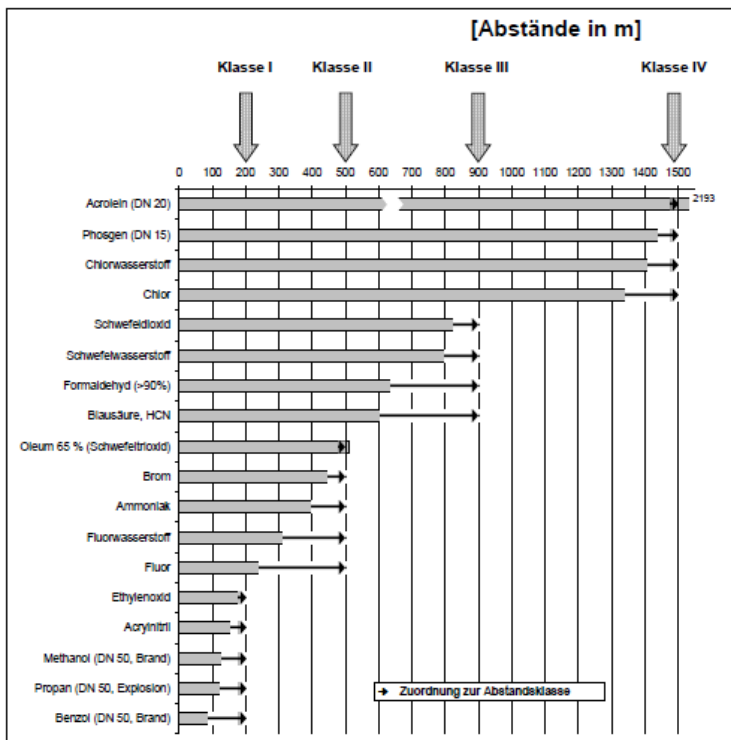 [Abstände in m]
Klasse I Klasse II Klasse III Klasse IV
0 100 200 300 400 500 600 700 800 900 1000 1100 1200 1300 1400 1500
Acrolein (DN 20) 2193
Phosgen (DN 15)
Chlorwasserstoff
Chlor
Schwefeldioxid
Schwefelwasserstoff
Formaldehyd (>90%)
Blausäure, HCN
Oleum 65 % (Schwefeltrioxid)
Brom
Ammoniak
Fluorwasserstoff
Fluor
Ethylenoxid
Acrylnitril
Methanol (DN 50, Brand)
Propan (DN 50, Explosion)
Benzol (DN 50, Brand)
Zuordnung zur Abstandsklasse